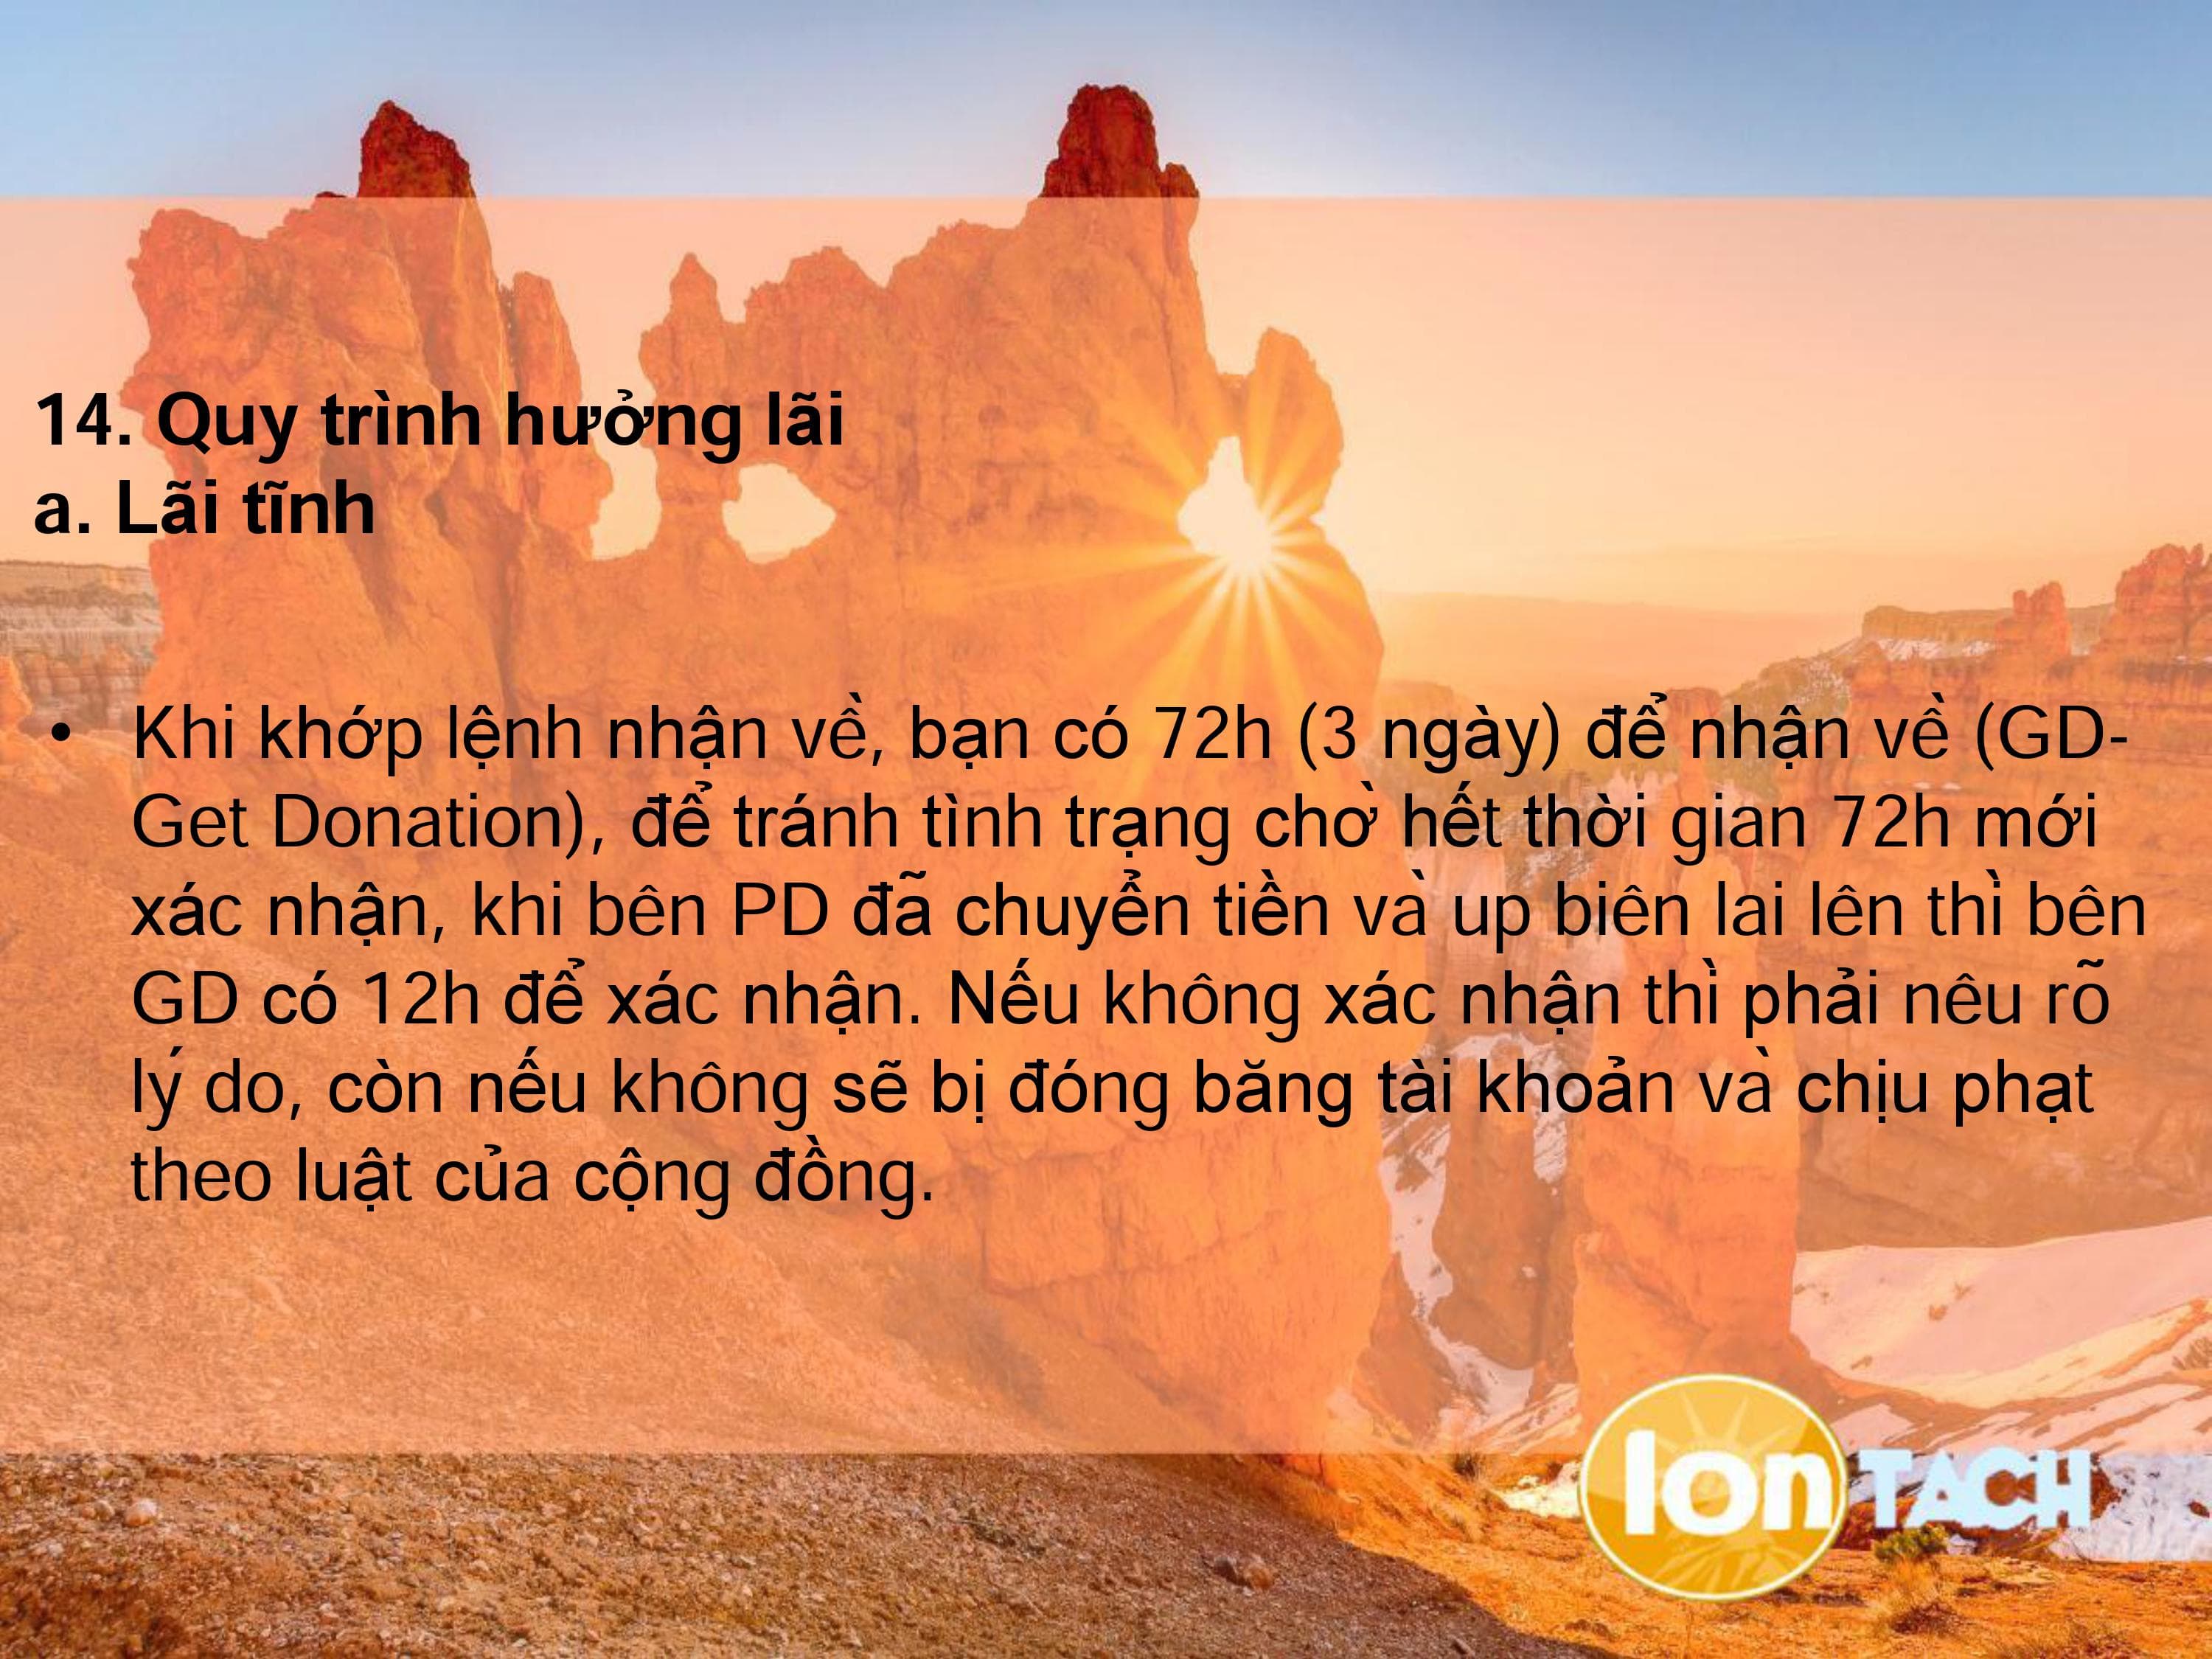 14. Quy trình hưởng lãi
a. Lãi tĩnh
• Khi khớp lệnh nhận về, bạn có 72h (3 ngày) để nhận về (GD-
Get Donation), để tránh tình trạng chờ hết thời gian 72h mới
xác nhận, khi bên PD đã chuyển tiền và up biên lai lên thì bên
GD có 12h để xác nhận. Nếu không xác nhận thì phải nêu rõ
lý do, còn nếu không sẽ bị đóng băng tài khoản và chịu phạt
theo luật của cộng đồng.
Ion TACH